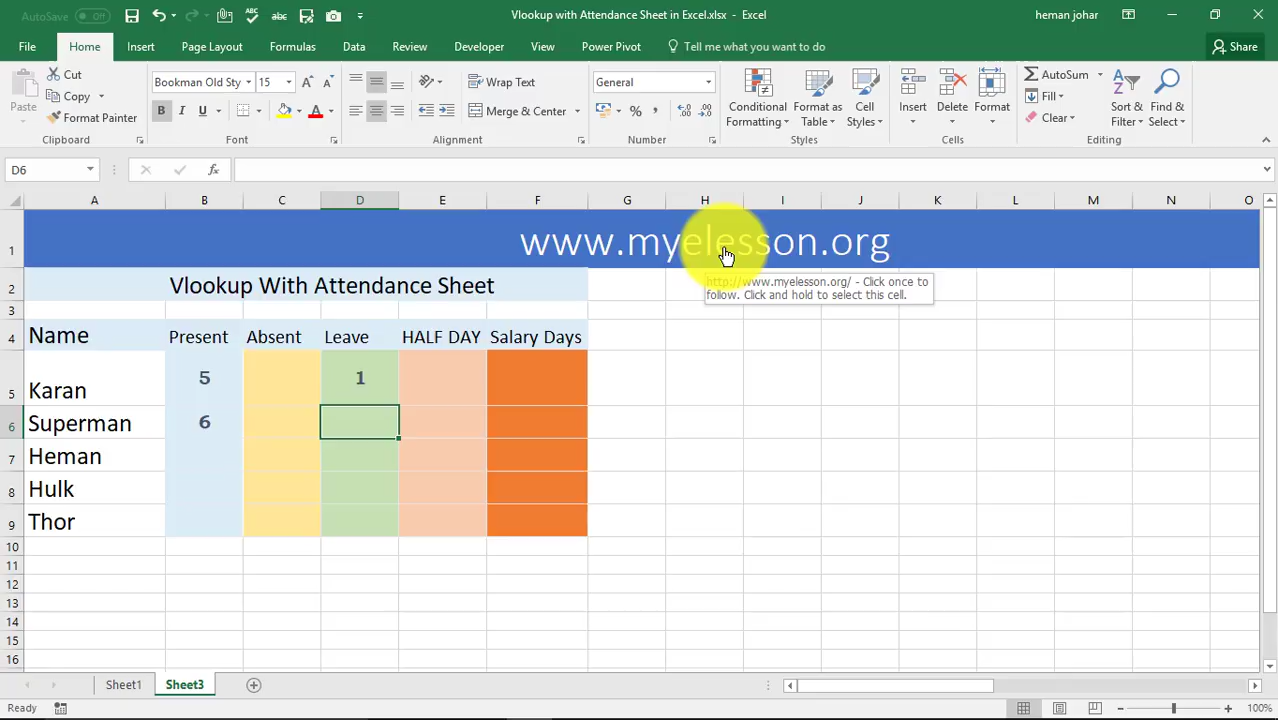 AutoSave Off
Vlookup with Attendance Sheet in Excel.xlsx - Excel
heman johar
File Home Insert Page Layout Formulas Data Review Developer View Power Pivot Tell me what you want to do Share
Paste
Cut
Copy
Format Painter
Bookman Old Sty 15
B I U
Wrap Text
Merge & Center
General
Conditional Formatting
Format as Table
Cell Styles
Insert
Delete
Format
AutoSum
Fill
Clear
Sort & Filter
Find & Select
Clipboard Font Alignment Number Styles Cells Editing
D6 fx
A B C D E F G H I J K L M N O
1 www.myelesson.org
2 Vlookup With Attendance Sheet
http://www.myelesson.org/ - Click once to
follow. Click and hold to select this cell.
3
4 Name Present Absent Leave HALF DAY Salary Days
5 Karan 5 1
6 Superman 6
7 Heman
8 Hulk
9 Thor
10
11
12
13
14
15
16
Sheet1 Sheet3
Ready 100%